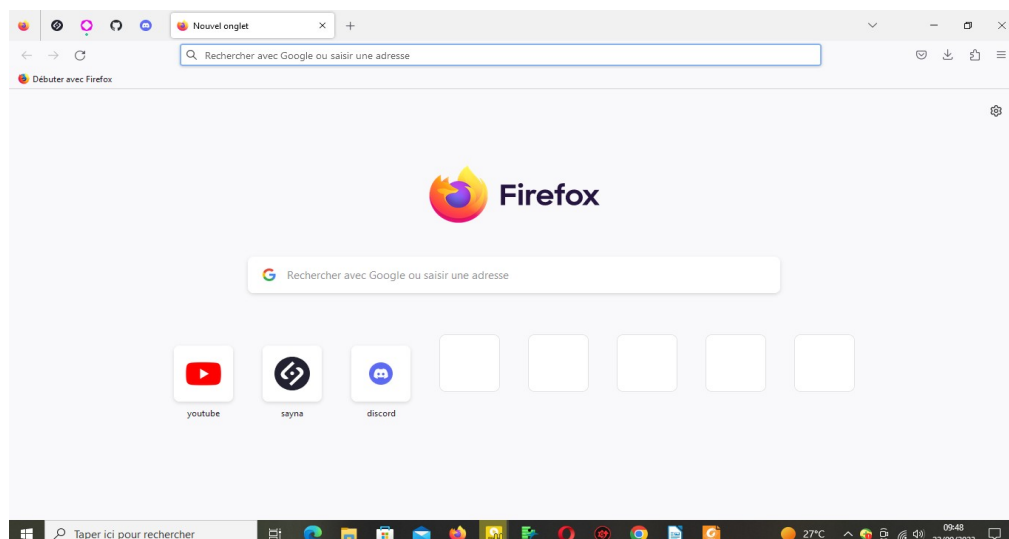 Nouvel onglet
Rechercher avec Google ou saisir une adresse
Débuter avec Firefox
Firefox
Rechercher avec Google ou saisir une adresse
youtube
sayna
discord
Taper ici pour rechercher
27°C
09:48